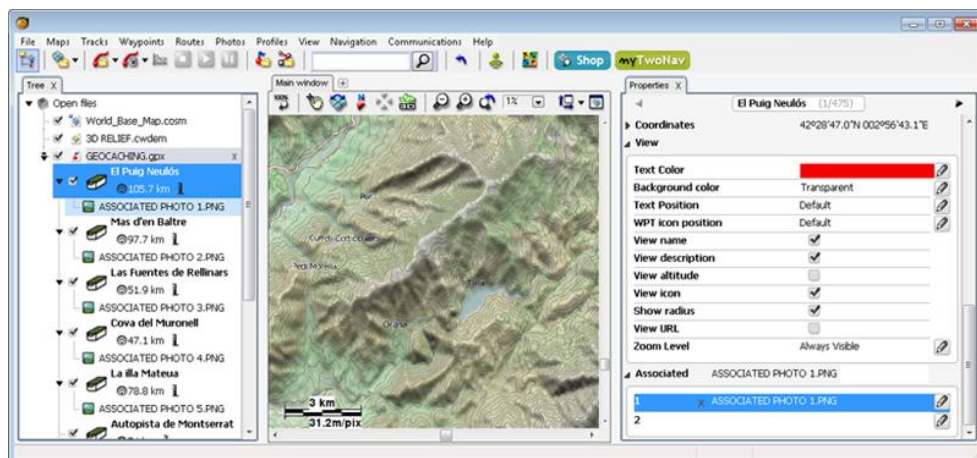 File Maps Tracks Waypoints Routes Photos Profiles View Navigation Communications Help
Shop
myTwoNav
Tree X
Open files
World_Base_Map.cosm
3D RELIEF.cwdem
GEOCACHING.gpx X
El Puig Neulós
105.7 km
ASSOCIATED PHOTO 1.PNG
Mas d'en Baltre
97.7 km
ASSOCIATED PHOTO 2.PNG
Las Fuentes de Rellinars
51.9 km
ASSOCIATED PHOTO 3.PNG
Cova del Muronell
47.1 km
ASSOCIATED PHOTO 4.PNG
La illa Mateua
78.8 km
ASSOCIATED PHOTO 5.PNG
Autopista de Montserrat
Main window
100%
1%
3 km
31.2m/pix
Properties X
El Puig Neulós (1/475)
Coordinates 42º28'47.0"N 002º56'43.1"E
View
Text Color
Background color Transparent
Text Position Default
WPT icon position Default
View name
View description
View altitude
View icon
Show radius
View URL
Zoom Level Always Visible
Associated ASSOCIATED PHOTO 1.PNG
1 x ASSOCIATED PHOTO 1.PNG
2